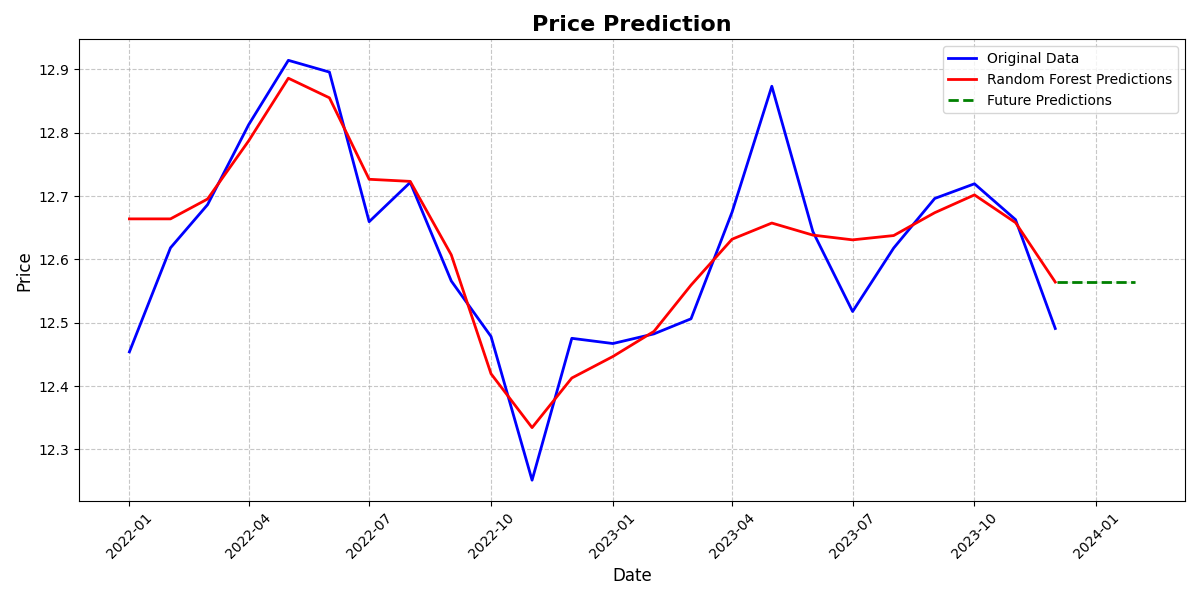 Price Prediction
Original Data
Random Forest Predictions
Future Predictions
Price
12.9
12.8
12.7
12.6
12.5
12.4
12.3
2022-01
2022-04
2022-07
2022-10
2023-01
2023-04
2023-07
2023-10
2024-01
Date